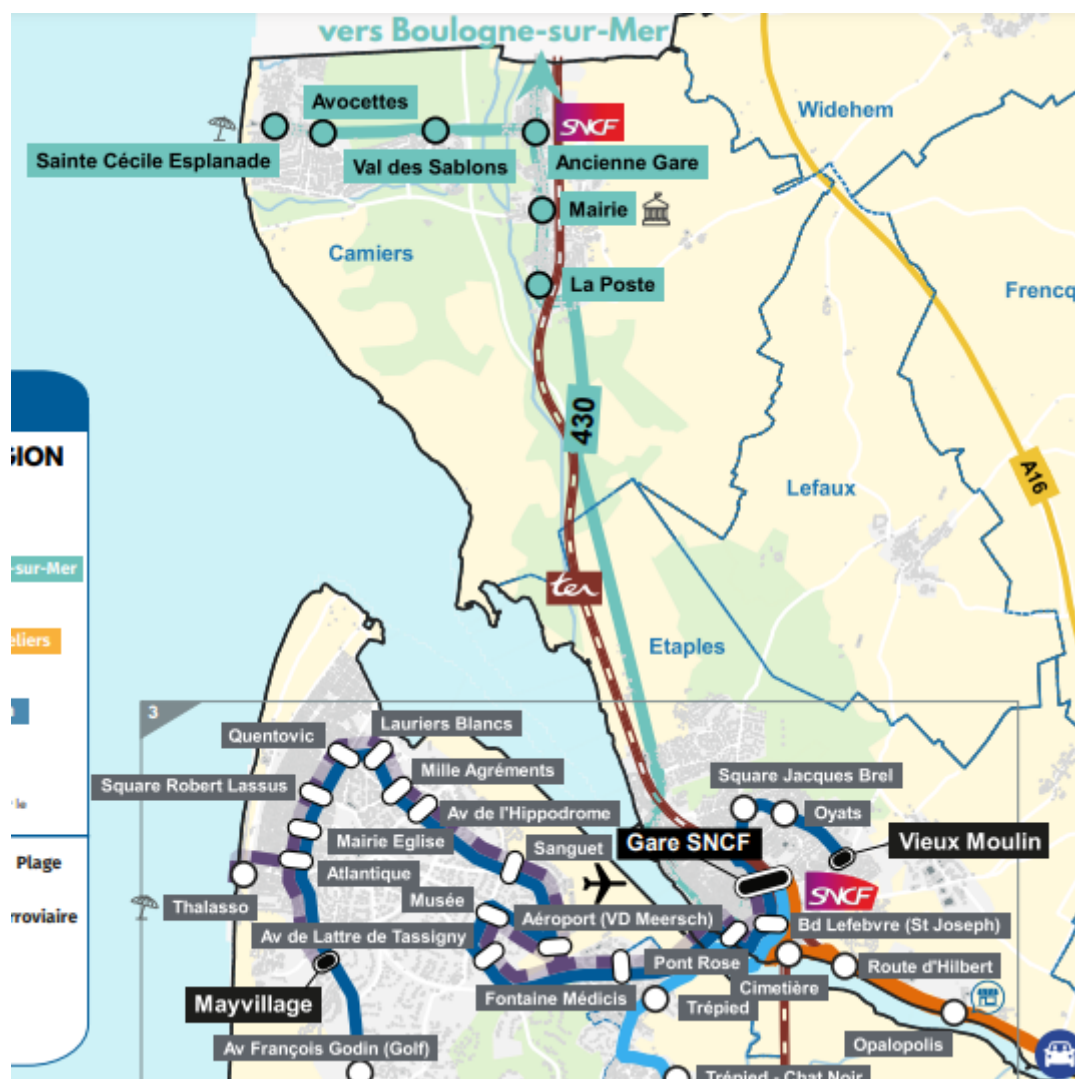 vers Boulogne-sur-Mer
Avocettes
SNCF
Sainte Cécile Esplanade
Val des Sablons
Ancienne Gare
Widehem
Mairie
Camiers
La Poste
430
A16
Lefaux
ter
-sur-Mer
Etaples
3
Quentovic
Lauriers Blancs
Mille Agréments
Square Robert Lassus
Av de l'Hippodrome
Square Jacques Brel
Oyats
Mairie Eglise
Sanguet
Gare SNCF
Vieux Moulin
Plage
Atlantique
Thalasso
Musée
SNCF
Aéroport (VD Meersch)
Bd Lefebvre (St Joseph)
Av de Lattre de Tassigny
Pont Rose
Route d'Hilbert
Cimetière
Mayvillage
Fontaine Médicis
Trépied
Opalopolis
Av François Godin (Golf)
Trépied - Chat Noir